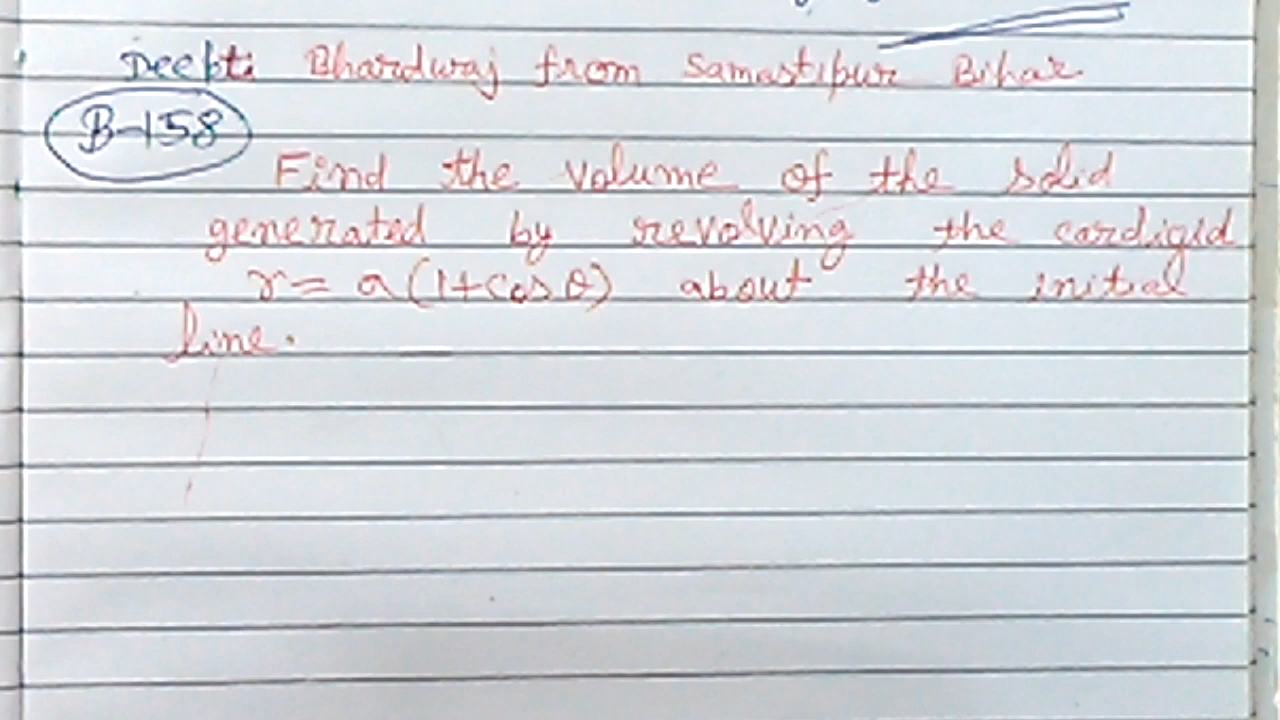 Deepti Bhardwaj from Samastipur Bihar
B-158
Find the volume of the solid
generated by revolving the cardioid
r = a(1+cosθ) about the initial
line.